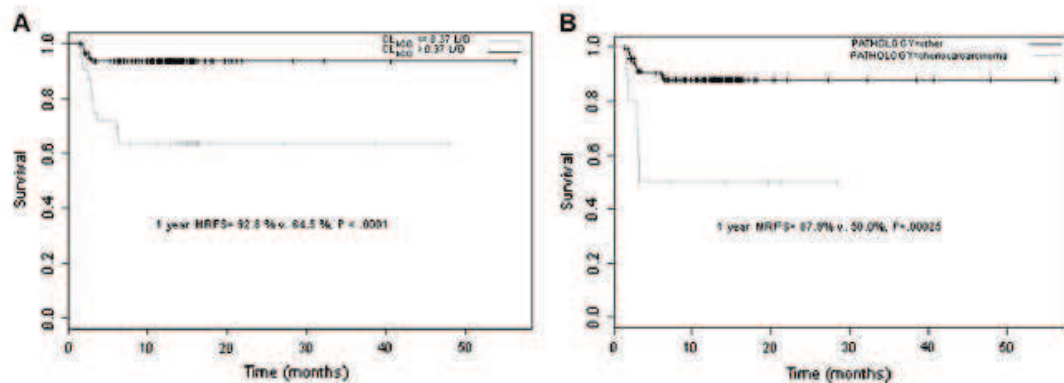 A
Survival
1.0
0.8
0.6
0.4
0.2
0.0
0
10
20
30
40
50
Time (months)
1 year MRFS= 92.8 % v. 64.5 %, P < .0001
B
PATHOLOGY=other
PATHOLOGY=choriocarcinoma
Survival
1.0
0.8
0.6
0.4
0.2
0.0
0
10
20
30
40
50
Time (months)
1 year MRFS= 87.9% v. 50.0%, P=.00025